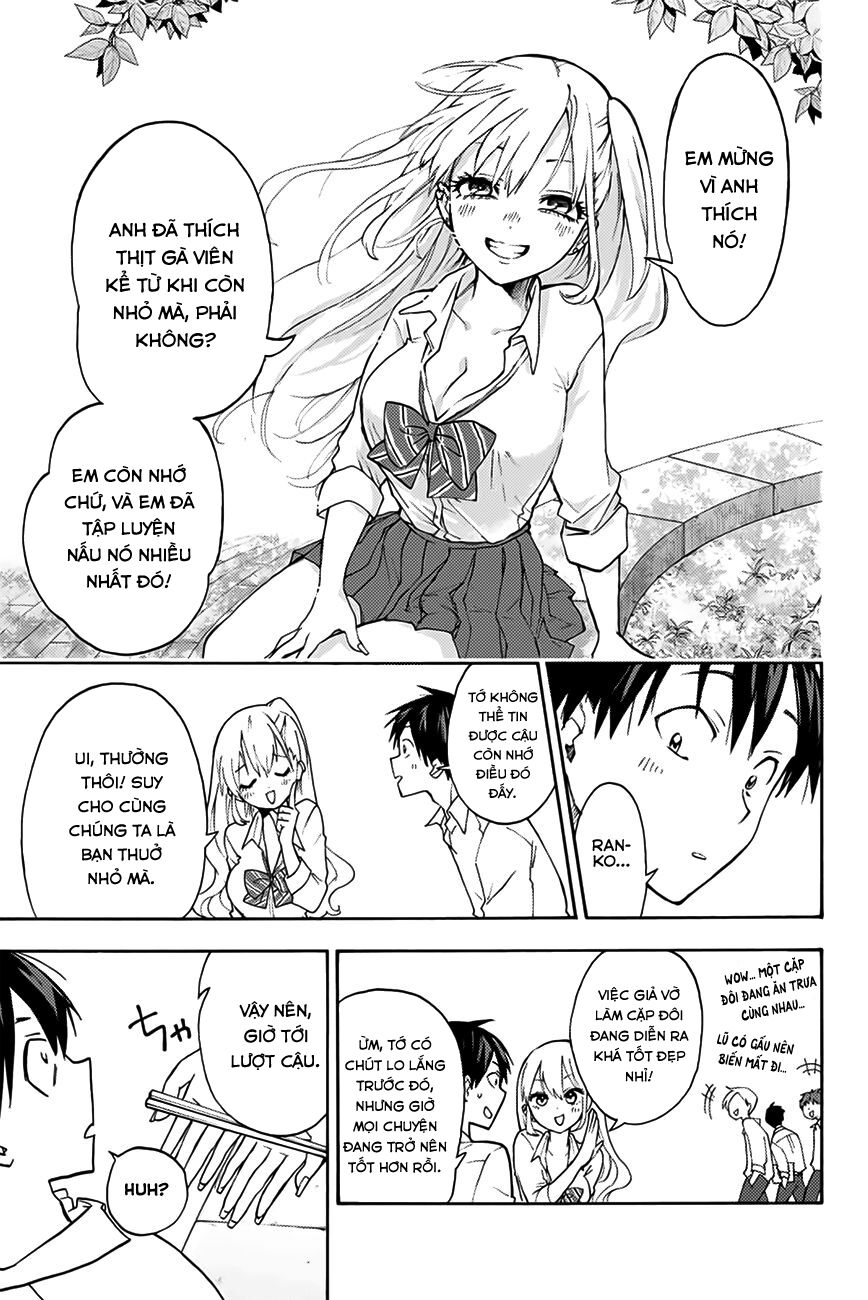 EM MỪNG
VÌ ANH
THÍCH
NÓ!
ANH ĐÃ THÍCH
THỊT GÀ VIÊN
KỂ TỪ KHI CÒN
NHỎ MÀ, PHẢI
KHÔNG?
EM CÒN NHỚ
CHỨ, VÀ EM ĐÃ
TẬP LUYỆN
NẤU NÓ NHIỀU
NHẤT ĐÓ!
RAN-
KO...
TỚ KHÔNG
THỂ TIN
ĐƯỢC CẬU
CÒN NHỚ
ĐIỀU ĐÓ
ĐẤY.
UI, THƯỜNG
THÔI! SUY
CHO CÙNG
CHÚNG TA LÀ
BẠN THUỞ
NHỎ MÀ.
WOW... MỘT CẶP
ĐÔI ĐANG ĂN TRƯA
CÙNG NHAU...
LŨ CÓ GẤU NÊN
BIẾN MẤT ĐI...
VIỆC GIẢ VỜ
LÀM CẶP ĐÔI
ĐANG DIỄN RA
KHÁ TỐT ĐẸP
NHỈ!
ỪM, TỚ CÓ
CHÚT LO LẮNG
TRƯỚC ĐÓ,
NHƯNG GIỜ
MỌI CHUYỆN
ĐANG TRỞ NÊN
TỐT HƠN RỒI.
VẬY NÊN,
GIỜ TỚI
LƯỢT CẬU.
ちゃ
HUH?